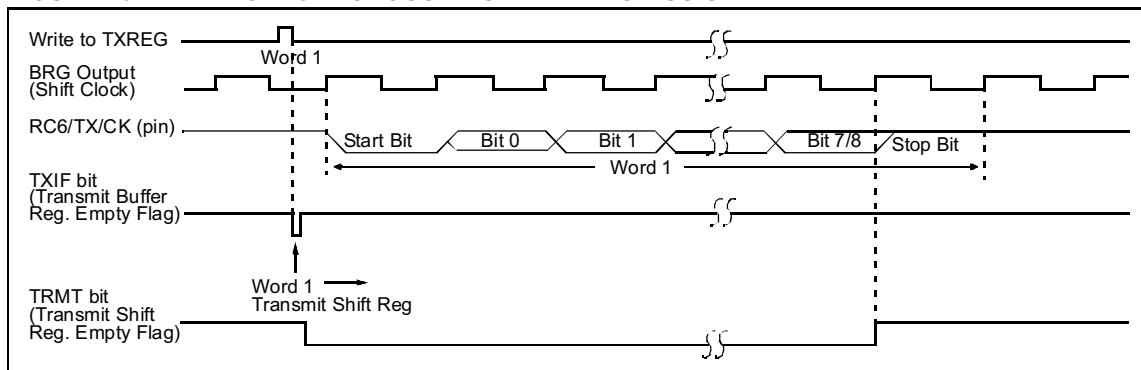 Write to TXREG
Word 1
BRG Output
(Shift Clock)
RC6/TX/CK (pin)
Start Bit
Bit 0
Bit 1
Bit 7/8
Stop Bit
Word 1
TXIF bit
(Transmit Buffer
Reg. Empty Flag)
Word 1
Transmit Shift Reg
TRMT bit
(Transmit Shift
Reg. Empty Flag)